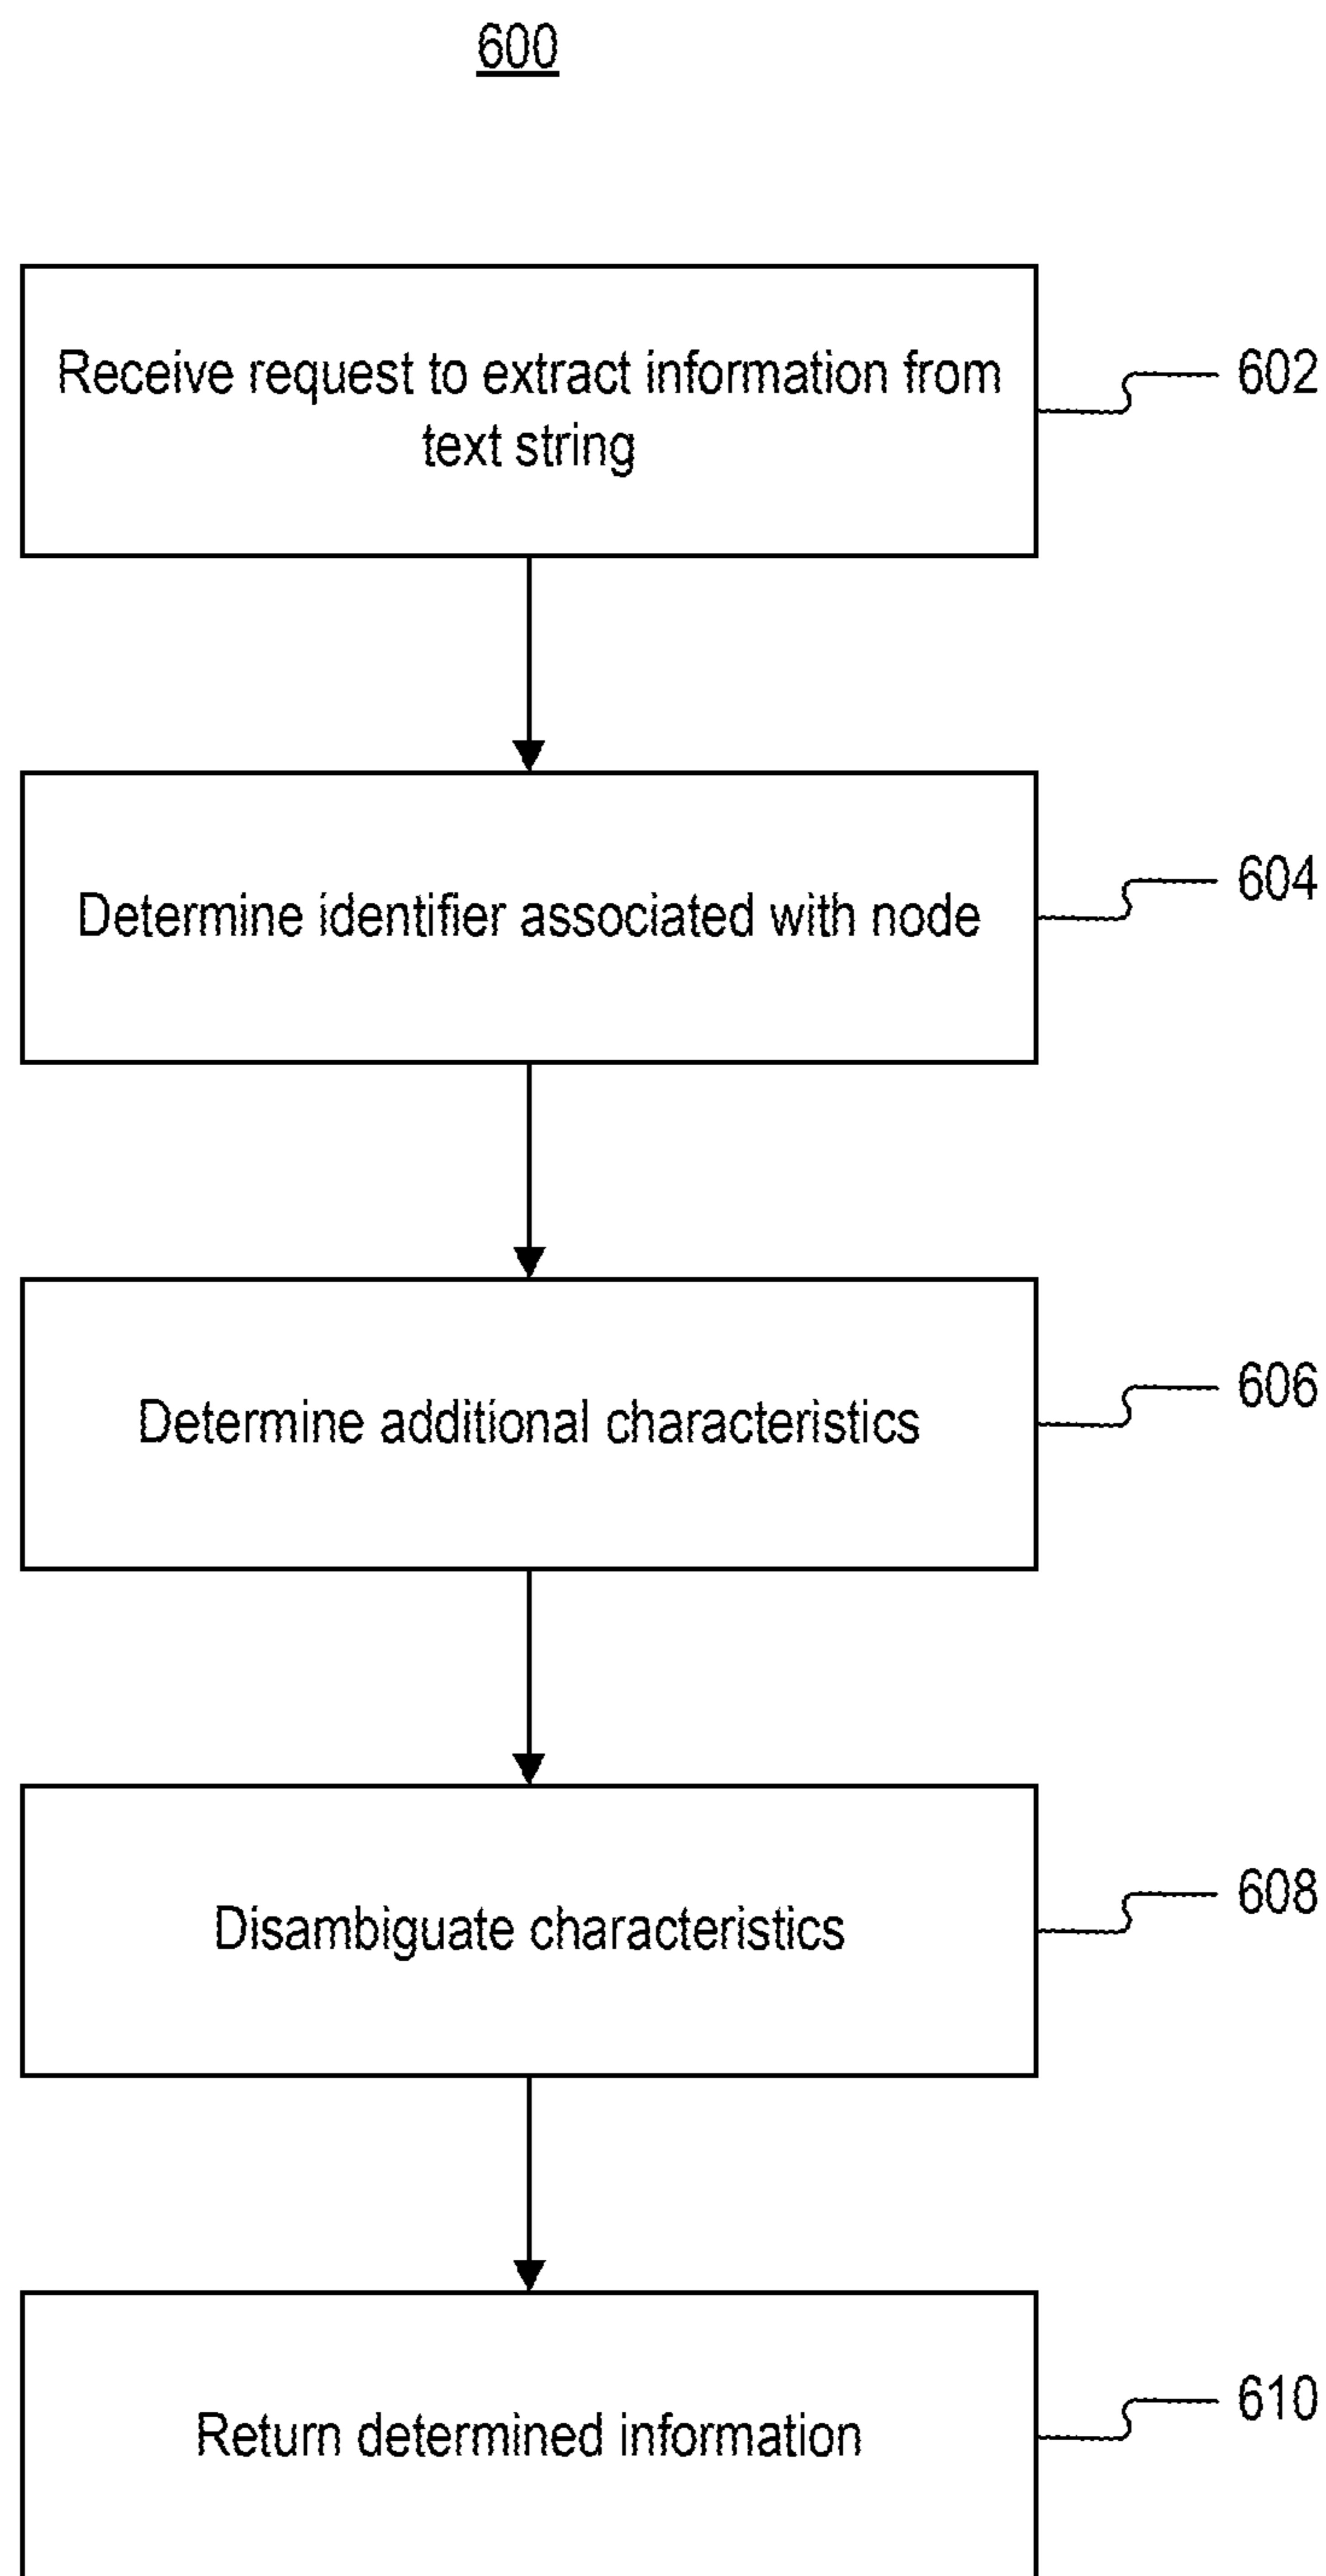 600
Receive request to extract information from
text string
602
Determine identifier associated with node
604
Determine additional characteristics
606
Disambiguate characteristics
608
Return determined information
610